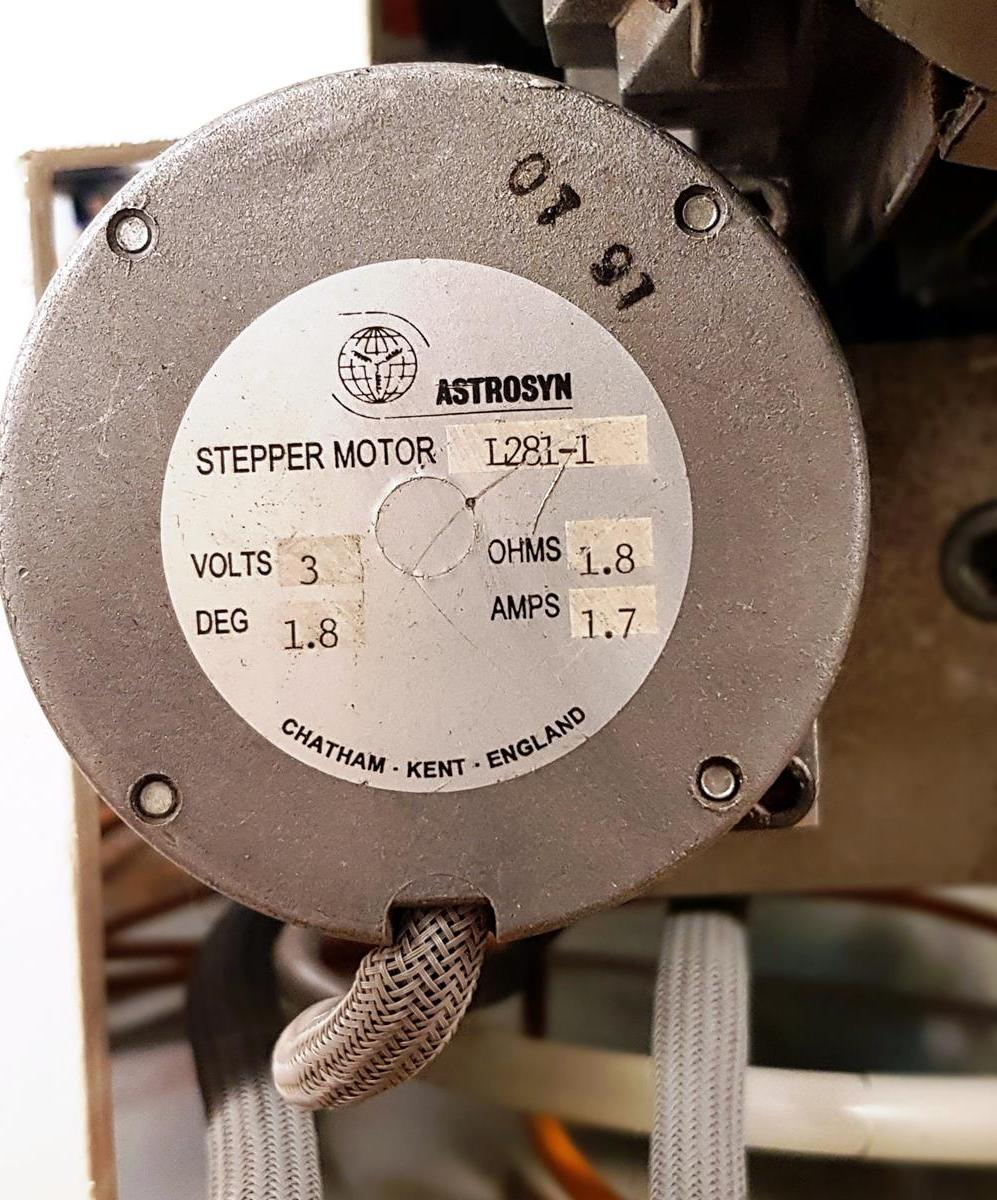 07 91
ASTROSYN
STEPPER MOTOR L281-1
VOLTS 3 OHMS 1.8
DEG 1.8 AMPS 1.7
CHATHAM · KENT · ENGLAND